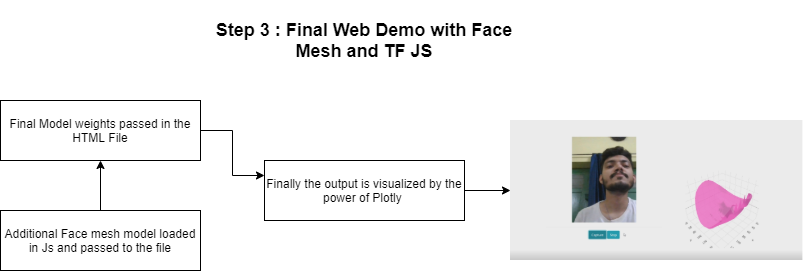 Step 3 : Final Web Demo with Face
Mesh and TF JS
Final Model weights passed in the
HTML File
Finally the output is visualized by the
power of Plotly
Additional Face mesh model loaded
in Js and passed to the file